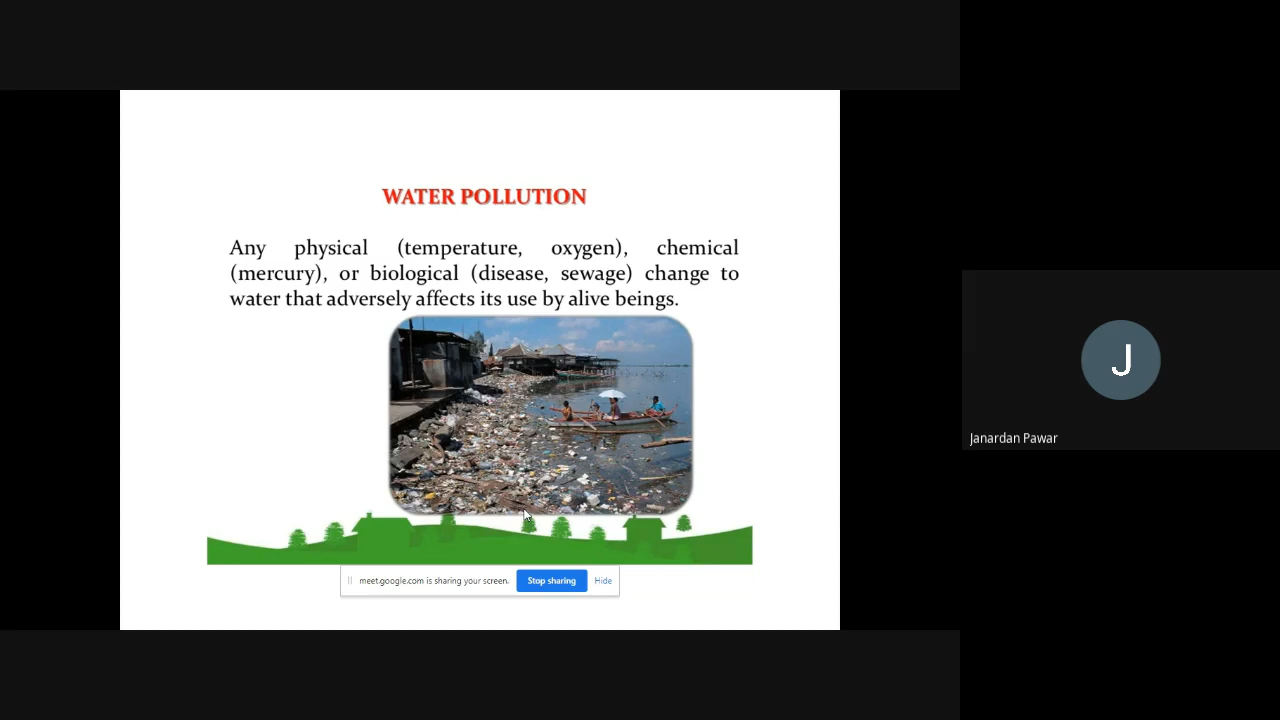 WATER POLLUTION
Any physical (temperature, oxygen), chemical
(mercury), or biological (disease, sewage) change to
water that adversely affects its use by alive beings.
meet.google.com is sharing your screen. Stop sharing Hide
J
Janardan Pawar